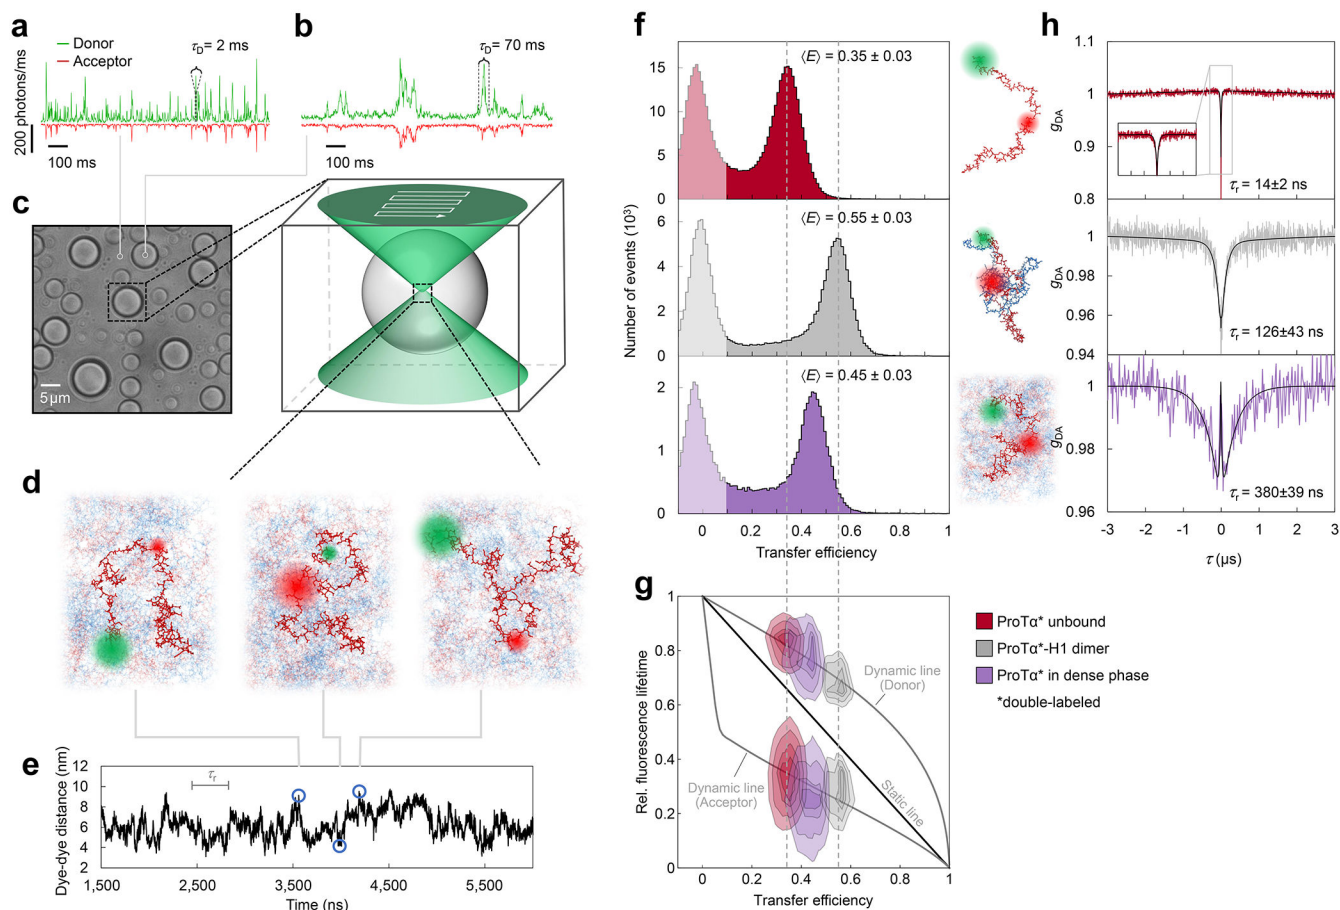 a
Donor
Acceptor
τD= 2 ms
200 photons/ms
100 ms
b
τD= 70 ms
100 ms
c
5 µm
d
e
Dye-dye distance (nm)
12
10
8
6
4
2
τr
1,500
2,500
3,500
4,500
5,500
Time (ns)
f
Number of events (10³)
⟨E⟩ = 0.35 ± 0.03
15
10
5
0
⟨E⟩ = 0.55 ± 0.03
6
4
2
0
⟨E⟩ = 0.45 ± 0.03
2
1
0
0
0.2
0.4
0.6
0.8
1
Transfer efficiency
g
Rel. fluorescence lifetime
1
0.8
0.6
0.4
0.2
0
Dynamic line
(Donor)
Dynamic line
(Acceptor)
Static line
0
0.2
0.4
0.6
0.8
1
Transfer efficiency
ProTα* unbound
ProTα*-H1 dimer
ProTα* in dense phase
*double-labeled
h
gDA
1.1
1
0.9
0.8
τr = 14±2 ns
gDA
1
0.98
0.96
0.94
τr = 126±43 ns
gDA
1
0.98
0.96
τr = 380±39 ns
-3
-2
-1
0
1
2
3
τ (µs)